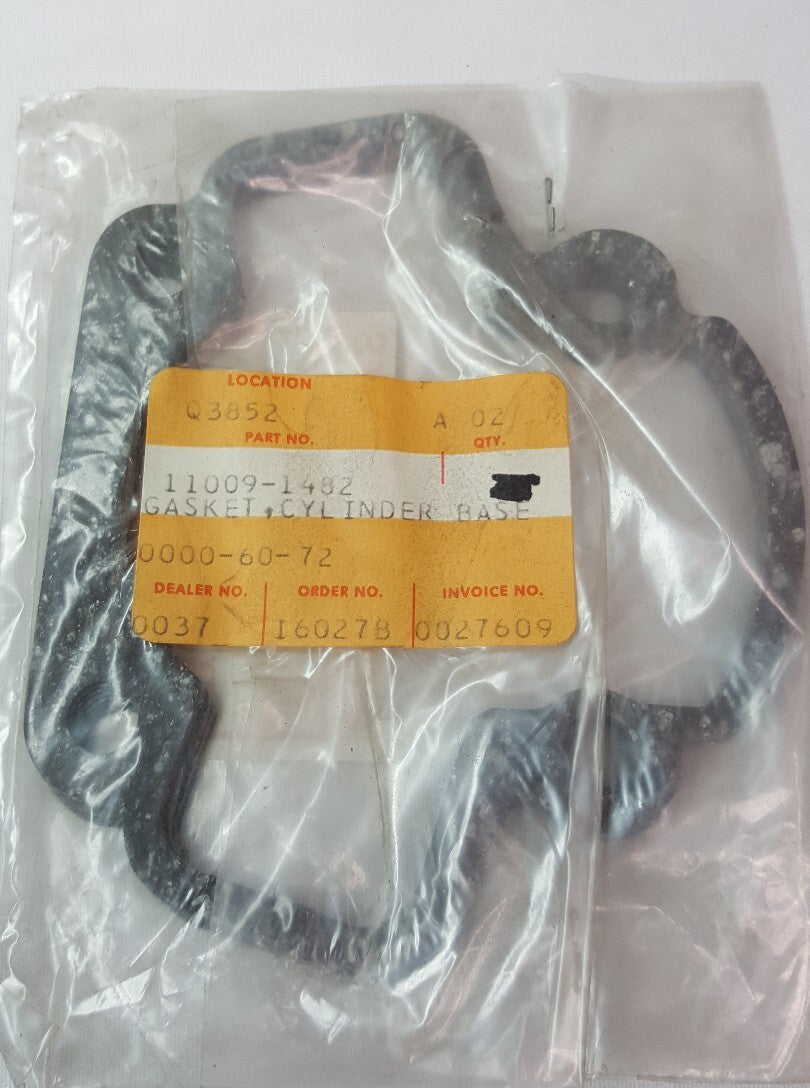 LOCATION
Q3852 A 02
PART NO. QTY.
11009-1482
GASKET,CYLINDER BASE
0000-60-72
DEALER NO. ORDER NO. INVOICE NO.
0037 I6027B 0027609